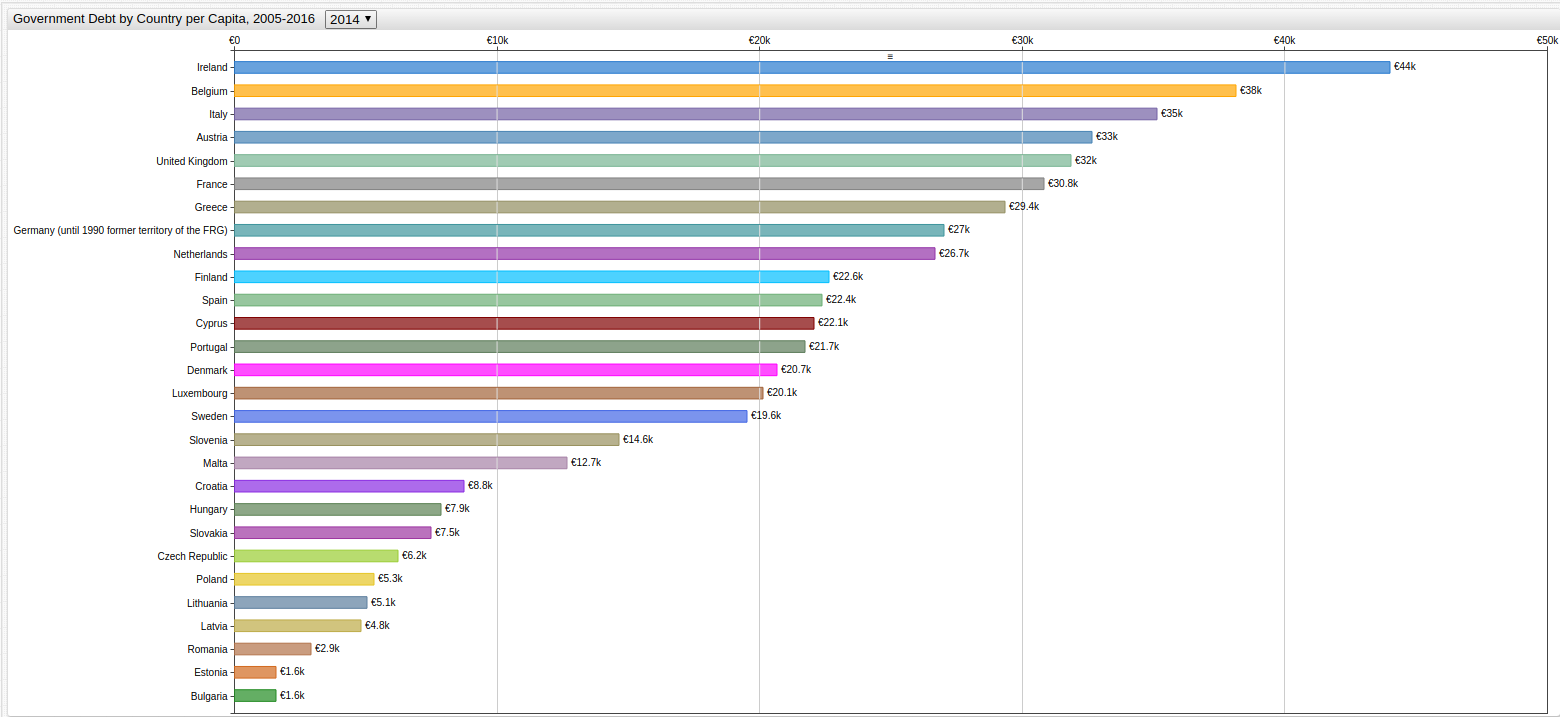 Government Debt by Country per Capita, 2005-2016 2014 ▼
€0 €10k €20k €30k €40k €50k
Ireland €44k
Belgium €38k
Italy €35k
Austria €33k
United Kingdom €32k
France €30.8k
Greece €29.4k
Germany (until 1990 former territory of the FRG) €27k
Netherlands €26.7k
Finland €22.6k
Spain €22.4k
Cyprus €22.1k
Portugal €21.7k
Denmark €20.7k
Luxembourg €20.1k
Sweden €19.6k
Slovenia €14.6k
Malta €12.7k
Croatia €8.8k
Hungary €7.9k
Slovakia €7.5k
Czech Republic €6.2k
Poland €5.3k
Lithuania €5.1k
Latvia €4.8k
Romania €2.9k
Estonia €1.6k
Bulgaria €1.6k